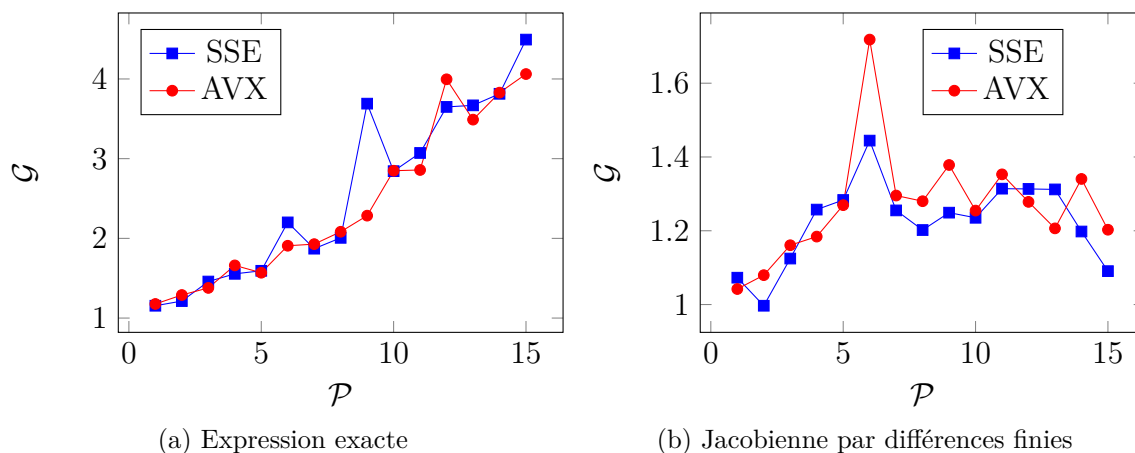 SSE
AVX
4
3
2
1
0
5
10
15
𝒢
𝒫
(a) Expression exacte
SSE
AVX
1.6
1.4
1.2
1
0
5
10
15
𝒢
𝒫
(b) Jacobienne par différences finies